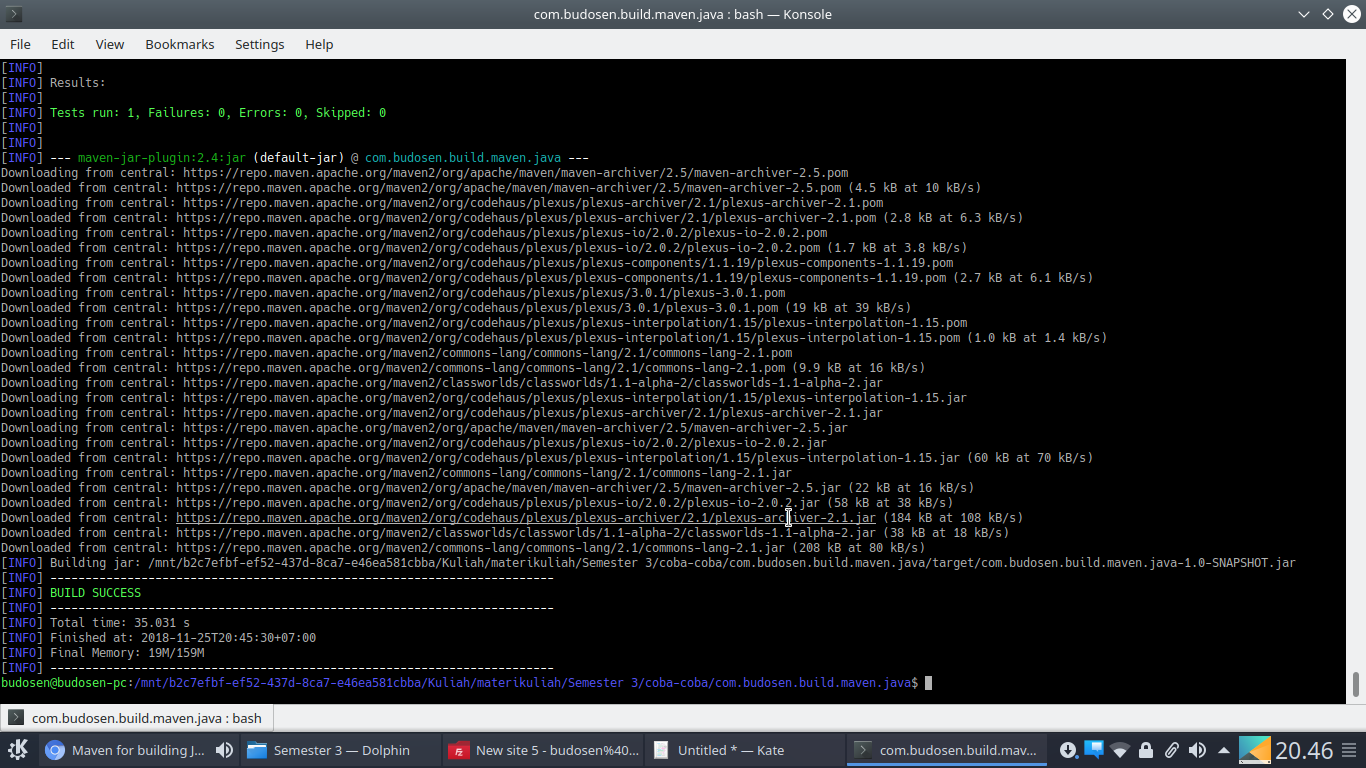 com.budosen.build.maven.java : bash — Konsole
File Edit View Bookmarks Settings Help
[INFO]
[INFO] Results:
[INFO]
[INFO] Tests run: 1, Failures: 0, Errors: 0, Skipped: 0
[INFO]
[INFO]
[INFO] --- maven-jar-plugin:2.4:jar (default-jar) @ com.budosen.build.maven.java ---
Downloading from central: https://repo.maven.apache.org/maven2/org/apache/maven/maven-archiver/2.5/maven-archiver-2.5.pom
Downloaded from central: https://repo.maven.apache.org/maven2/org/apache/maven/maven-archiver/2.5/maven-archiver-2.5.pom (4.5 kB at 10 kB/s)
Downloading from central: https://repo.maven.apache.org/maven2/org/codehaus/plexus/plexus-archiver/2.1/plexus-archiver-2.1.pom
Downloaded from central: https://repo.maven.apache.org/maven2/org/codehaus/plexus/plexus-archiver/2.1/plexus-archiver-2.1.pom (2.8 kB at 6.3 kB/s)
Downloading from central: https://repo.maven.apache.org/maven2/org/codehaus/plexus/plexus-io/2.0.2/plexus-io-2.0.2.pom
Downloaded from central: https://repo.maven.apache.org/maven2/org/codehaus/plexus/plexus-io/2.0.2/plexus-io-2.0.2.pom (1.7 kB at 3.8 kB/s)
Downloading from central: https://repo.maven.apache.org/maven2/org/codehaus/plexus/plexus-components/1.1.19/plexus-components-1.1.19.pom
Downloaded from central: https://repo.maven.apache.org/maven2/org/codehaus/plexus/plexus-components/1.1.19/plexus-components-1.1.19.pom (2.7 kB at 6.1 kB/s)
Downloading from central: https://repo.maven.apache.org/maven2/org/codehaus/plexus/plexus/3.0.1/plexus-3.0.1.pom
Downloaded from central: https://repo.maven.apache.org/maven2/org/codehaus/plexus/plexus/3.0.1/plexus-3.0.1.pom (19 kB at 39 kB/s)
Downloading from central: https://repo.maven.apache.org/maven2/org/codehaus/plexus/plexus-interpolation/1.15/plexus-interpolation-1.15.pom
Downloaded from central: https://repo.maven.apache.org/maven2/org/codehaus/plexus/plexus-interpolation/1.15/plexus-interpolation-1.15.pom (1.0 kB at 1.4 kB/s)
Downloading from central: https://repo.maven.apache.org/maven2/commons-lang/commons-lang/2.1/commons-lang-2.1.pom
Downloaded from central: https://repo.maven.apache.org/maven2/commons-lang/commons-lang/2.1/commons-lang-2.1.pom (9.9 kB at 16 kB/s)
Downloading from central: https://repo.maven.apache.org/maven2/classworlds/classworlds/1.1-alpha-2/classworlds-1.1-alpha-2.jar
Downloading from central: https://repo.maven.apache.org/maven2/org/codehaus/plexus/plexus-interpolation/1.15/plexus-interpolation-1.15.jar
Downloading from central: https://repo.maven.apache.org/maven2/org/codehaus/plexus/plexus-archiver/2.1/plexus-archiver-2.1.jar
Downloading from central: https://repo.maven.apache.org/maven2/org/apache/maven/maven-archiver/2.5/maven-archiver-2.5.jar
Downloading from central: https://repo.maven.apache.org/maven2/org/codehaus/plexus/plexus-io/2.0.2/plexus-io-2.0.2.jar
Downloaded from central: https://repo.maven.apache.org/maven2/org/codehaus/plexus/plexus-interpolation/1.15/plexus-interpolation-1.15.jar (60 kB at 70 kB/s)
Downloading from central: https://repo.maven.apache.org/maven2/commons-lang/commons-lang/2.1/commons-lang-2.1.jar
Downloaded from central: https://repo.maven.apache.org/maven2/org/apache/maven/maven-archiver/2.5/maven-archiver-2.5.jar (22 kB at 16 kB/s)
Downloaded from central: https://repo.maven.apache.org/maven2/org/codehaus/plexus/plexus-io/2.0.2/plexus-io-2.0.2.jar (58 kB at 38 kB/s)
Downloaded from central: https://repo.maven.apache.org/maven2/org/codehaus/plexus/plexus-archiver/2.1/plexus-archiver-2.1.jar (184 kB at 108 kB/s)
Downloaded from central: https://repo.maven.apache.org/maven2/classworlds/classworlds/1.1-alpha-2/classworlds-1.1-alpha-2.jar (38 kB at 18 kB/s)
Downloaded from central: https://repo.maven.apache.org/maven2/commons-lang/commons-lang/2.1/commons-lang-2.1.jar (208 kB at 80 kB/s)
[INFO] Building jar: /mnt/b2c7efbf-ef52-437d-8ca7-e46ea581cbba/Kuliah/materikuliah/Semester 3/coba-coba/com.budosen.build.maven.java/target/com.budosen.build.maven.java-1.0-SNAPSHOT.jar
[INFO] ------------------------------------------------------------------------
[INFO] BUILD SUCCESS
[INFO] ------------------------------------------------------------------------
[INFO] Total time: 35.031 s
[INFO] Finished at: 2018-11-25T20:45:30+07:00
[INFO] Final Memory: 19M/159M
[INFO] ------------------------------------------------------------------------
budosen@budosen-pc:/mnt/b2c7efbf-ef52-437d-8ca7-e46ea581cbba/Kuliah/materikuliah/Semester 3/coba-coba/com.budosen.build.maven.java$
com.budosen.build.maven.java : bash
Maven for building J... Semester 3 — Dolphin New site 5 - budosen%40... Untitled * — Kate com.budosen.build.mav... 20.46